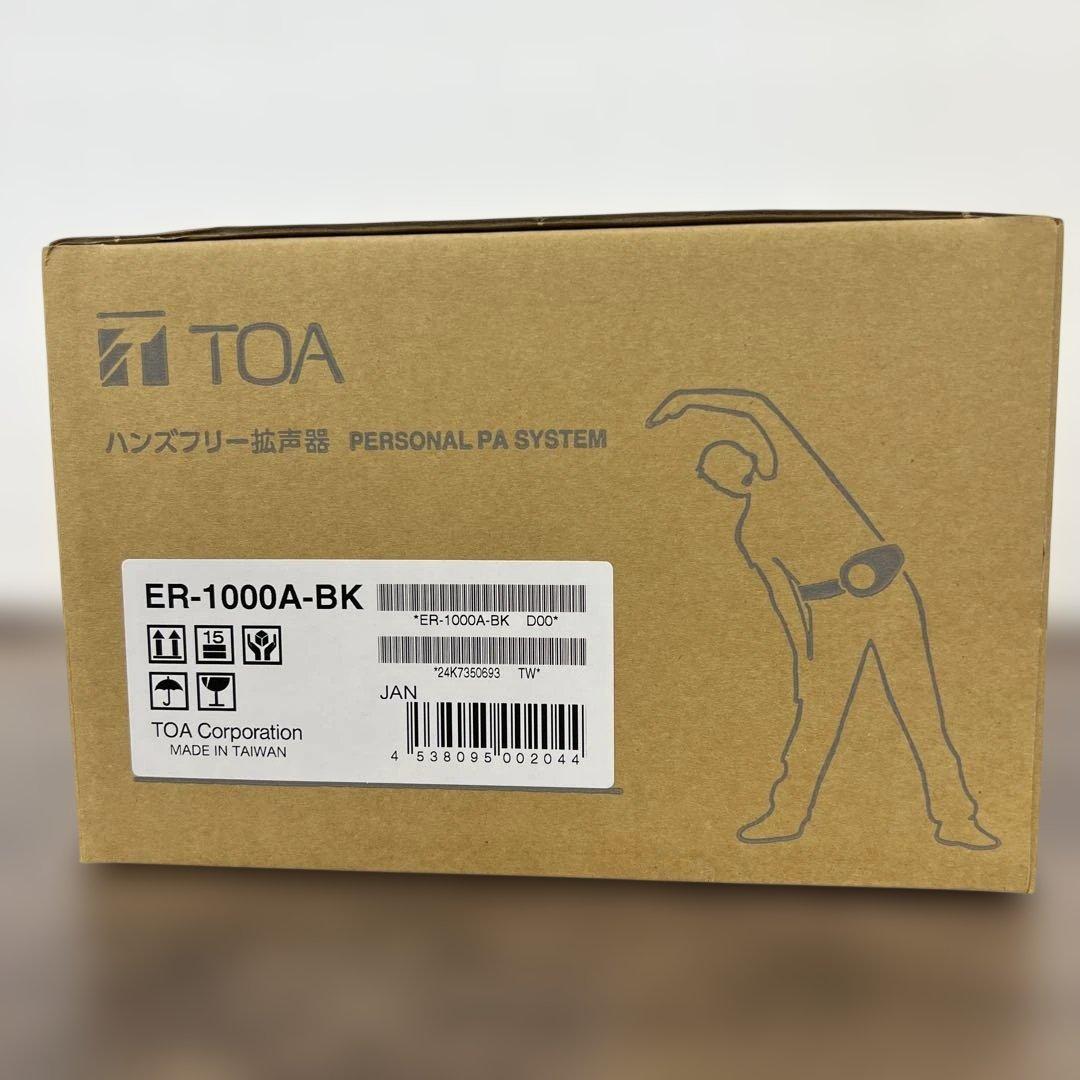 TOA
ハンズフリー拡声器 PERSONAL PA SYSTEM
ER-1000A-BK
*ER-1000A-BK D00*
15
*24K7350693 TW*
JAN
TOA Corporation
MADE IN TAIWAN
4 538095 002044